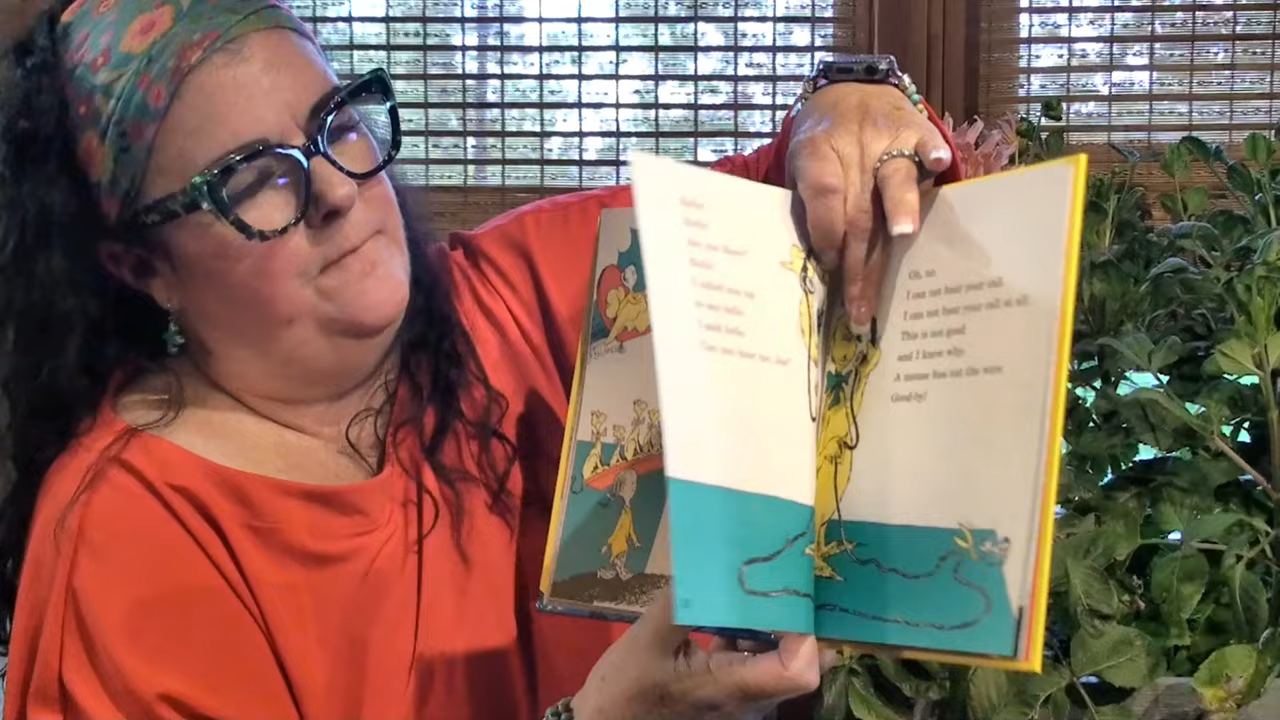 Hello!
Hello!
Are you there?
Hello!
I called you up
to say hello.
I said hello.
Can you hear me, Joe?
Oh, no.
I can not hear your call.
I can not hear your call at all.
This is not good
and I know why.
A mouse has cut the wire.
Good-by!